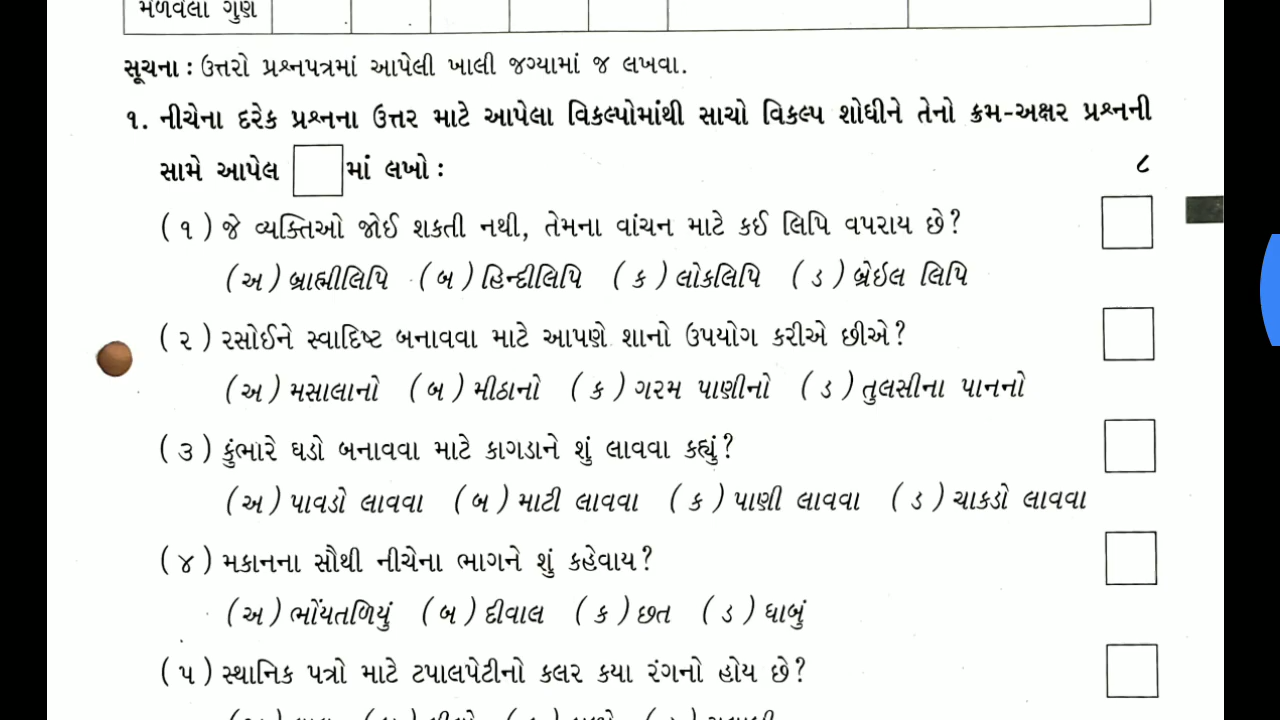 મેળવેલા ગુણ
સૂચના : ઉત્તરો પ્રશ્નપત્રમાં આપેલી ખાલી જગ્યામાં જ લખવા.
૧. નીચેના દરેક પ્રશ્નના ઉત્તર માટે આપેલા વિકલ્પોમાંથી સાચો વિકલ્પ શોધીને તેનો ક્રમ-અક્ષર પ્રશ્નની
સામે આપેલ માં લખો : ૮
( ૧ ) જે વ્યક્તિઓ જોઈ શકતી નથી, તેમના વાંચન માટે કઈ લિપિ વપરાય છે?
( અ ) બ્રાહ્મીલિપિ ( બ ) હિન્દીલિપિ ( ક ) લોકલિપિ ( ડ ) બ્રેઇલ લિપિ
( ૨ ) રસોઈને સ્વાદિષ્ટ બનાવવા માટે આપણે શાનો ઉપયોગ કરીએ છીએ?
( અ ) મસાલાનો ( બ ) મીઠાનો ( ક ) ગરમ પાણીનો ( ડ ) તુલસીના પાનનો
( ૩ ) કુંભારે ઘડો બનાવવા માટે કાગડાને શું લાવવા કહ્યું?
( અ ) પાવડો લાવવા ( બ ) માટી લાવવા ( ક ) પાણી લાવવા ( ડ ) ચાકડો લાવવા
( ૪ ) મકાનના સૌથી નીચેના ભાગને શું કહેવાય?
( અ ) ભોંયતળિયું ( બ ) દીવાલ ( ક ) છત ( ડ ) ધાબું
( ૫ ) સ્થાનિક પત્રો માટે ટપાલપેટીનો કલર કયા રંગનો હોય છે?